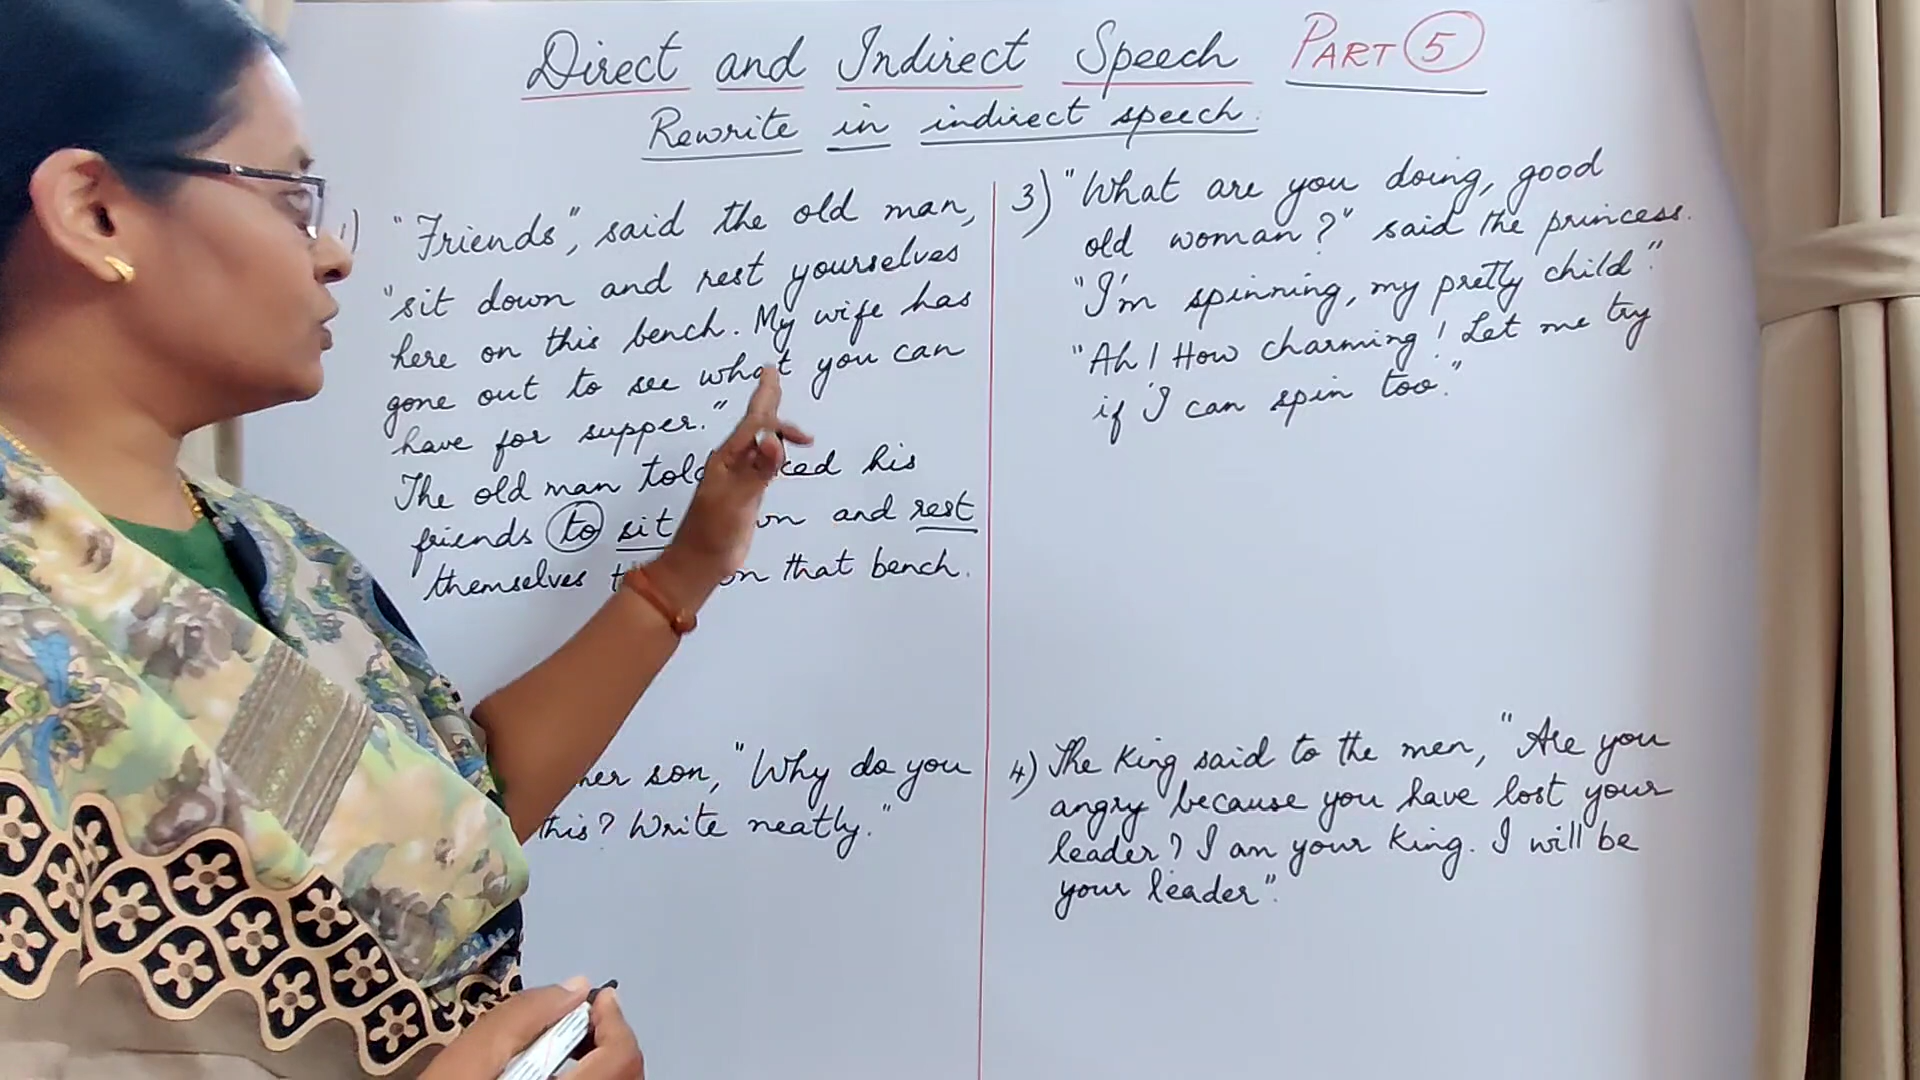 Direct and Indirect Speech PART 5
Rewrite in indirect speech.
1) "Friends", said the old man,
"sit down and rest yourselves
here on this bench. My wife has
gone out to see what you can
have for supper."
The old man told his
friends to sit and rest
themselves on that bench.
her son, "Why do you
this? Write neatly."
3) "What are you doing, good
old woman?" said the princess.
"I'm spinning, my pretty child".
"Ah! How charming! Let me try
if I can spin too."
4) The King said to the men, "Are you
angry because you have lost your
leader? I am your King. I will be
your leader".